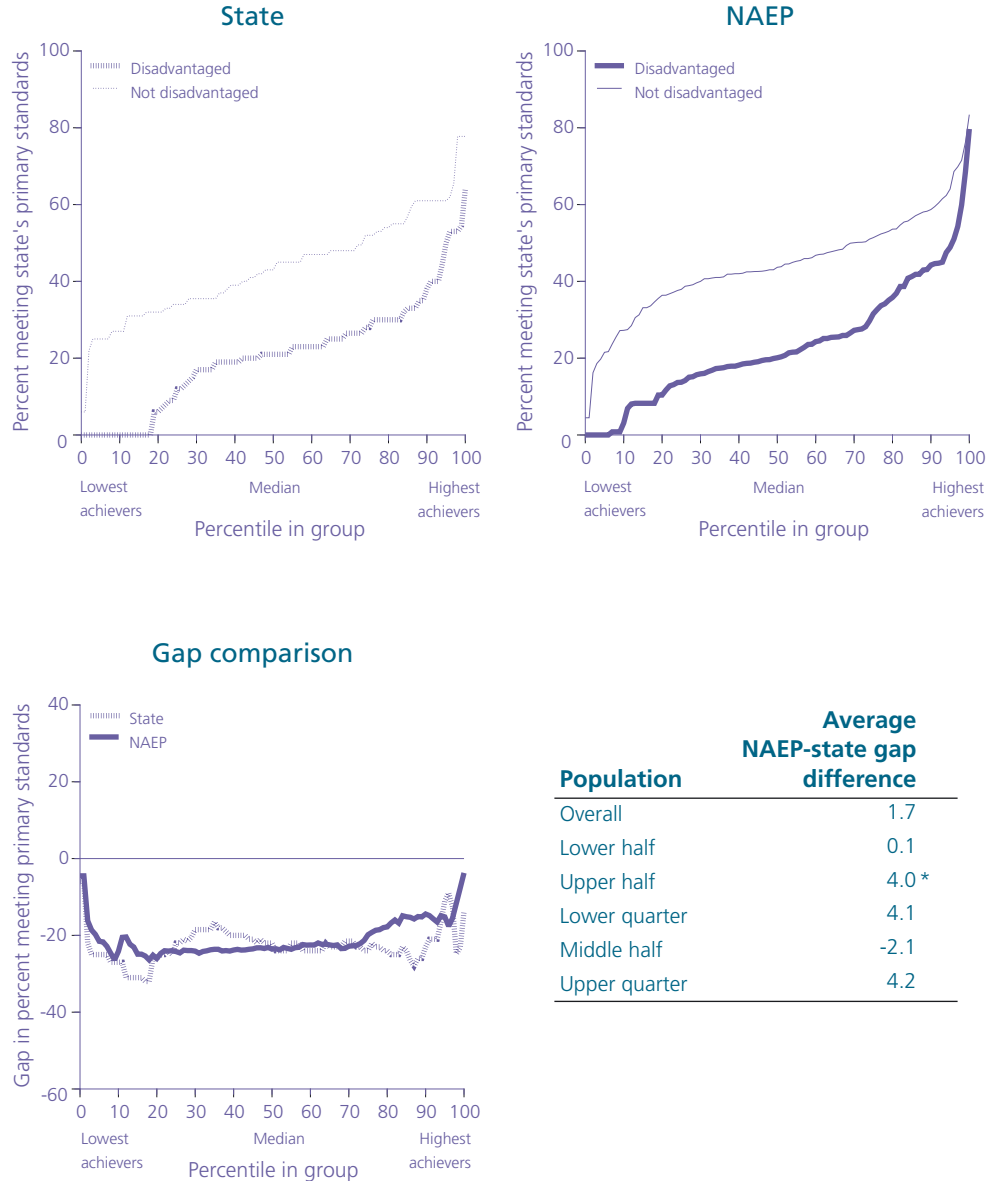 State
Percent meeting state's primary standards
100
80
60
40
20
0
Disadvantaged
Not disadvantaged
0 10 20 30 40 50 60 70 80 90 100
Lowest achievers
Median
Highest achievers
Percentile in group
NAEP
Percent meeting state's primary standards
100
80
60
40
20
0
Disadvantaged
Not disadvantaged
0 10 20 30 40 50 60 70 80 90 100
Lowest achievers
Median
Highest achievers
Percentile in group
Gap comparison
Gap in percent meeting primary standards
40
20
0
-20
-40
-60
State
NAEP
0 10 20 30 40 50 60 70 80 90 100
Lowest achievers
Median
Highest achievers
Percentile in group
Average
NAEP-state gap
Population difference
Overall 1.7
Lower half 0.1
Upper half 4.0 *
Lower quarter 4.1
Middle half -2.1
Upper quarter 4.2